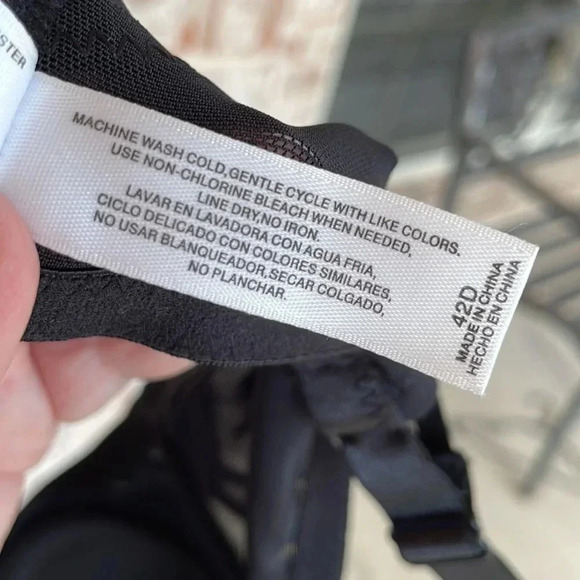 MACHINE WASH COLD,GENTLE CYCLE WITH LIKE COLORS.
USE NON-CHLORINE BLEACH WHEN NEEDED,
LINE DRY.NO IRON.
LAVAR EN LAVADORA CON AGUA FRIA,
CICLO DELICADO CON COLORES SIMILARES,
NO USAR BLANQUEADOR,SECAR COLGADO,
NO PLANCHAR.
42D
MADE IN CHINA
HECHO EN CHINA